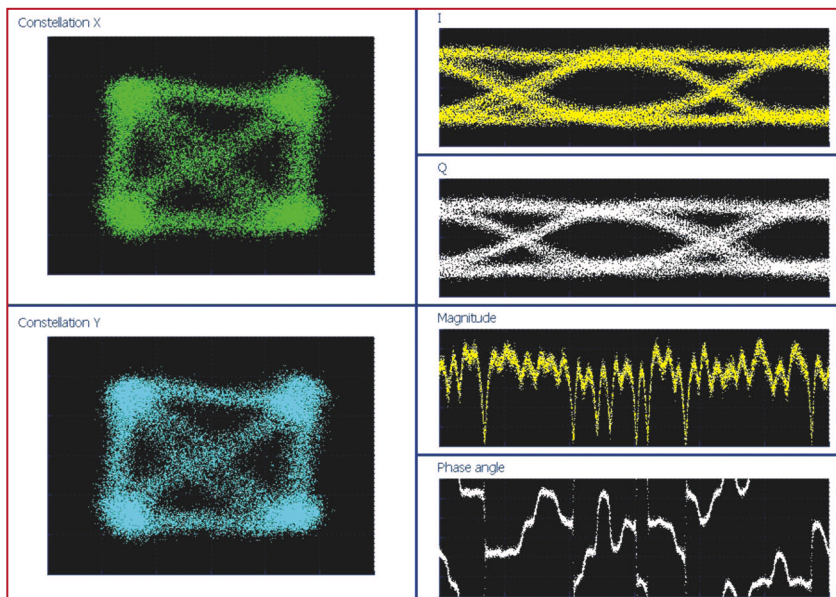 Constellation X
I
Q
Constellation Y
Magnitude
Phase angle